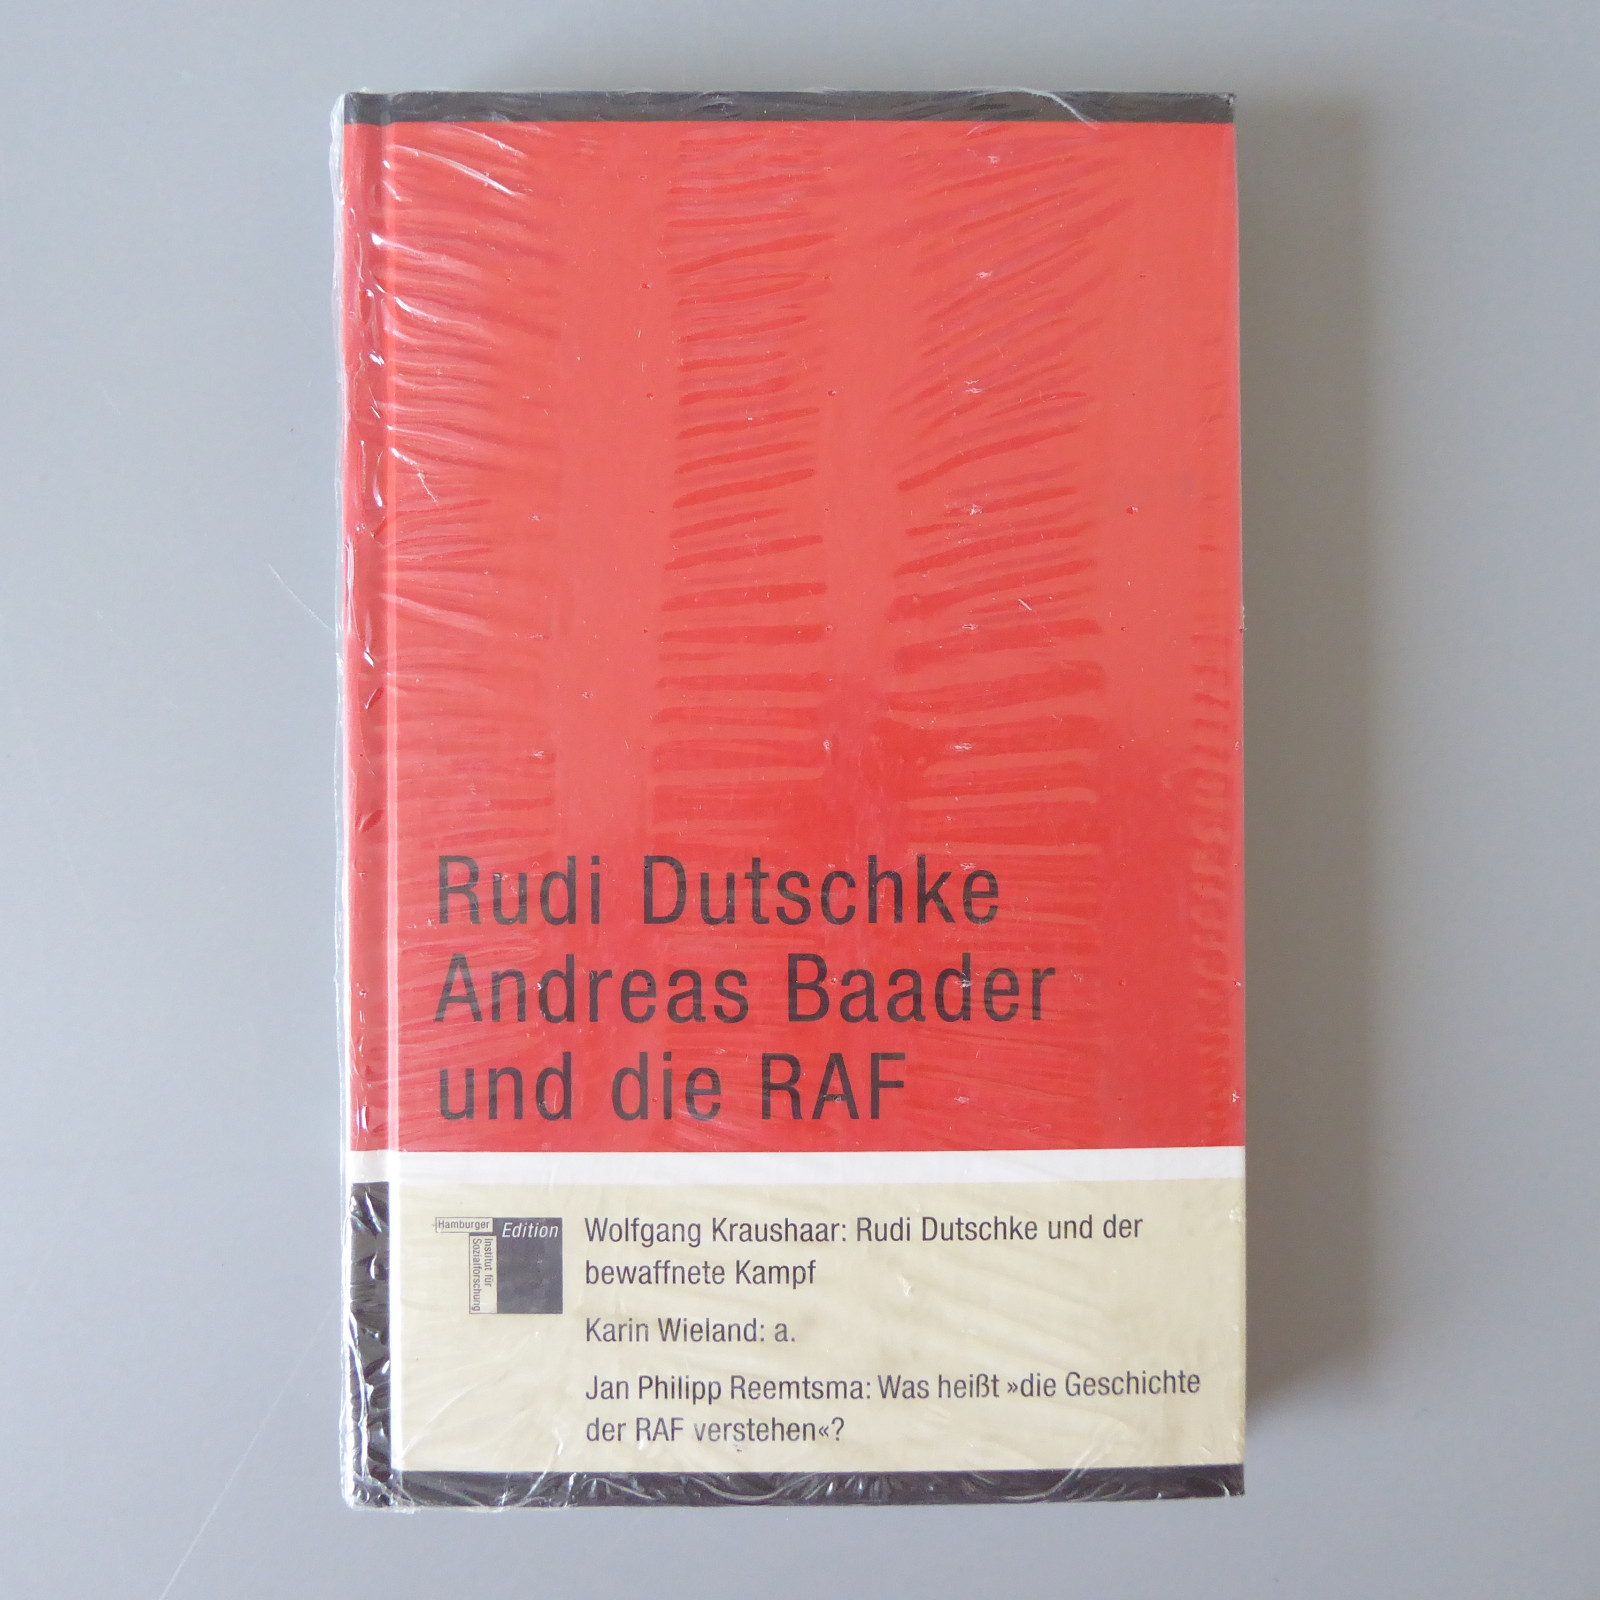 Rudi Dutschke
Andreas Baader
und die RAF
Hamburger
Edition
Institut für
Sozialforschung
Wolfgang Kraushaar: Rudi Dutschke und der
bewaffnete Kampf
Karin Wieland: a.
Jan Philipp Reemtsma: Was heißt »die Geschichte
der RAF verstehen«?